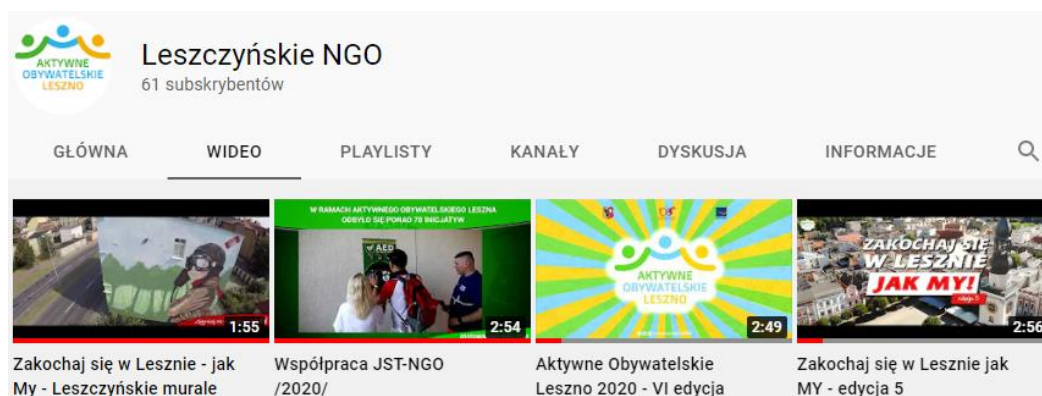 AKTYWNE
OBYWATELSKIE
LESZNO
Leszczyńskie NGO
61 subskrybentów
GŁÓWNA WIDEO PLAYLISTY KANAŁY DYSKUSJA INFORMACJE
1:55
W RAMACH AKTYWNEGO OBYWATELSKIEGO LESZNA
ODBYŁO SIĘ PONAD 70 INICJATYW
AED
2:54
AKTYWNE
OBYWATELSKIE
LESZNO
2:49
ZAKOCHAJ SIĘ
W LESZNIE
JAK MY!
edycja 5
2:56
Zakochaj się w Lesznie - jak
My - Leszczyńskie murale
Współpraca JST-NGO
/2020/
Aktywne Obywatelskie
Leszno 2020 - VI edycja
Zakochaj się w Lesznie jak
MY - edycja 5